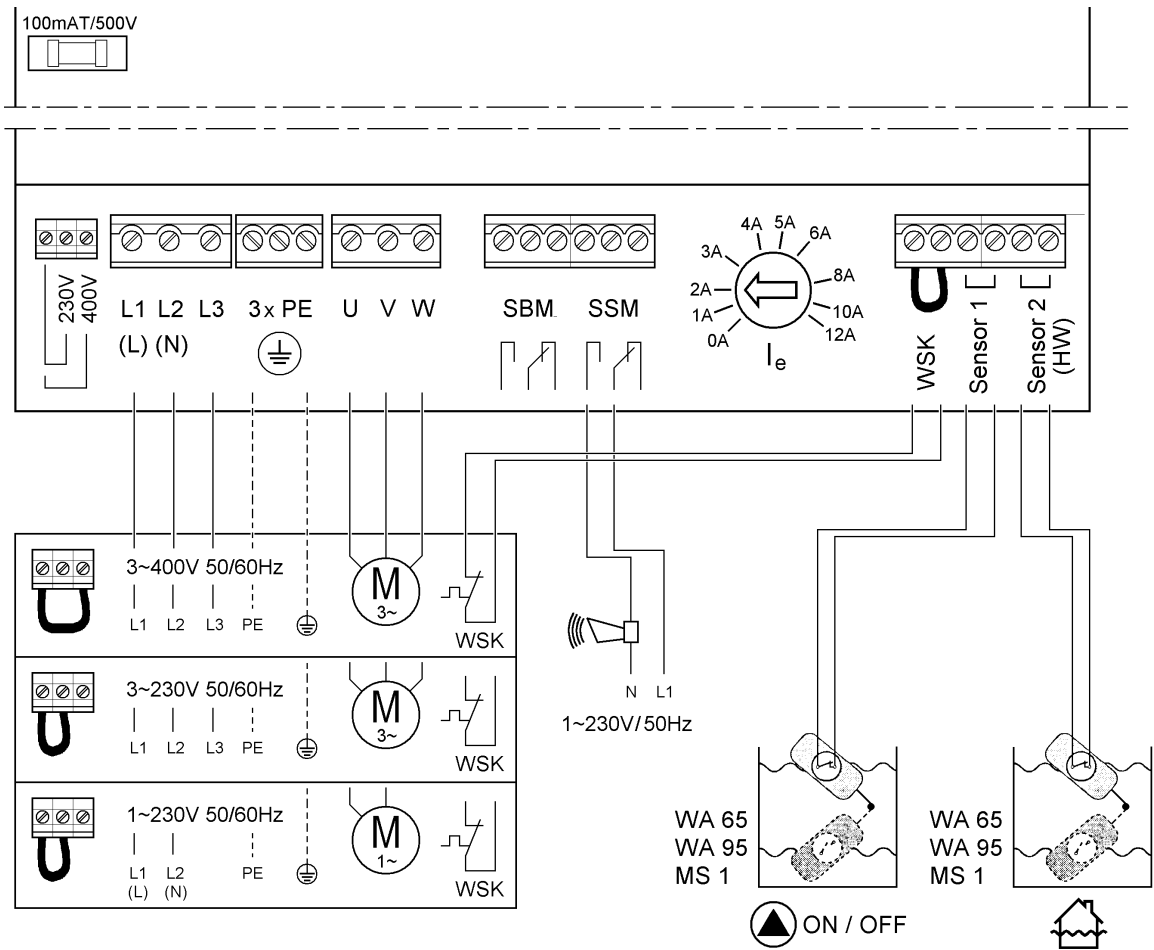 100mAT/500V
230V
400V
L1 L2 L3 3x PE U V W SBM SSM
(L) (N)
0A 1A 2A 3A 4A 5A 6A 8A 10A 12A
Ie
WSK
Sensor 1
Sensor 2
(HW)
3~400V 50/60Hz
L1 L2 L3 PE
M
3~
WSK
3~230V 50/60Hz
L1 L2 L3 PE
M
3~
WSK
1~230V 50/60Hz
L1 L2 PE
(L) (N)
M
1~
WSK
N L1
1~230V/50Hz
WA 65
WA 95
MS 1
ON / OFF
WA 65
WA 95
MS 1